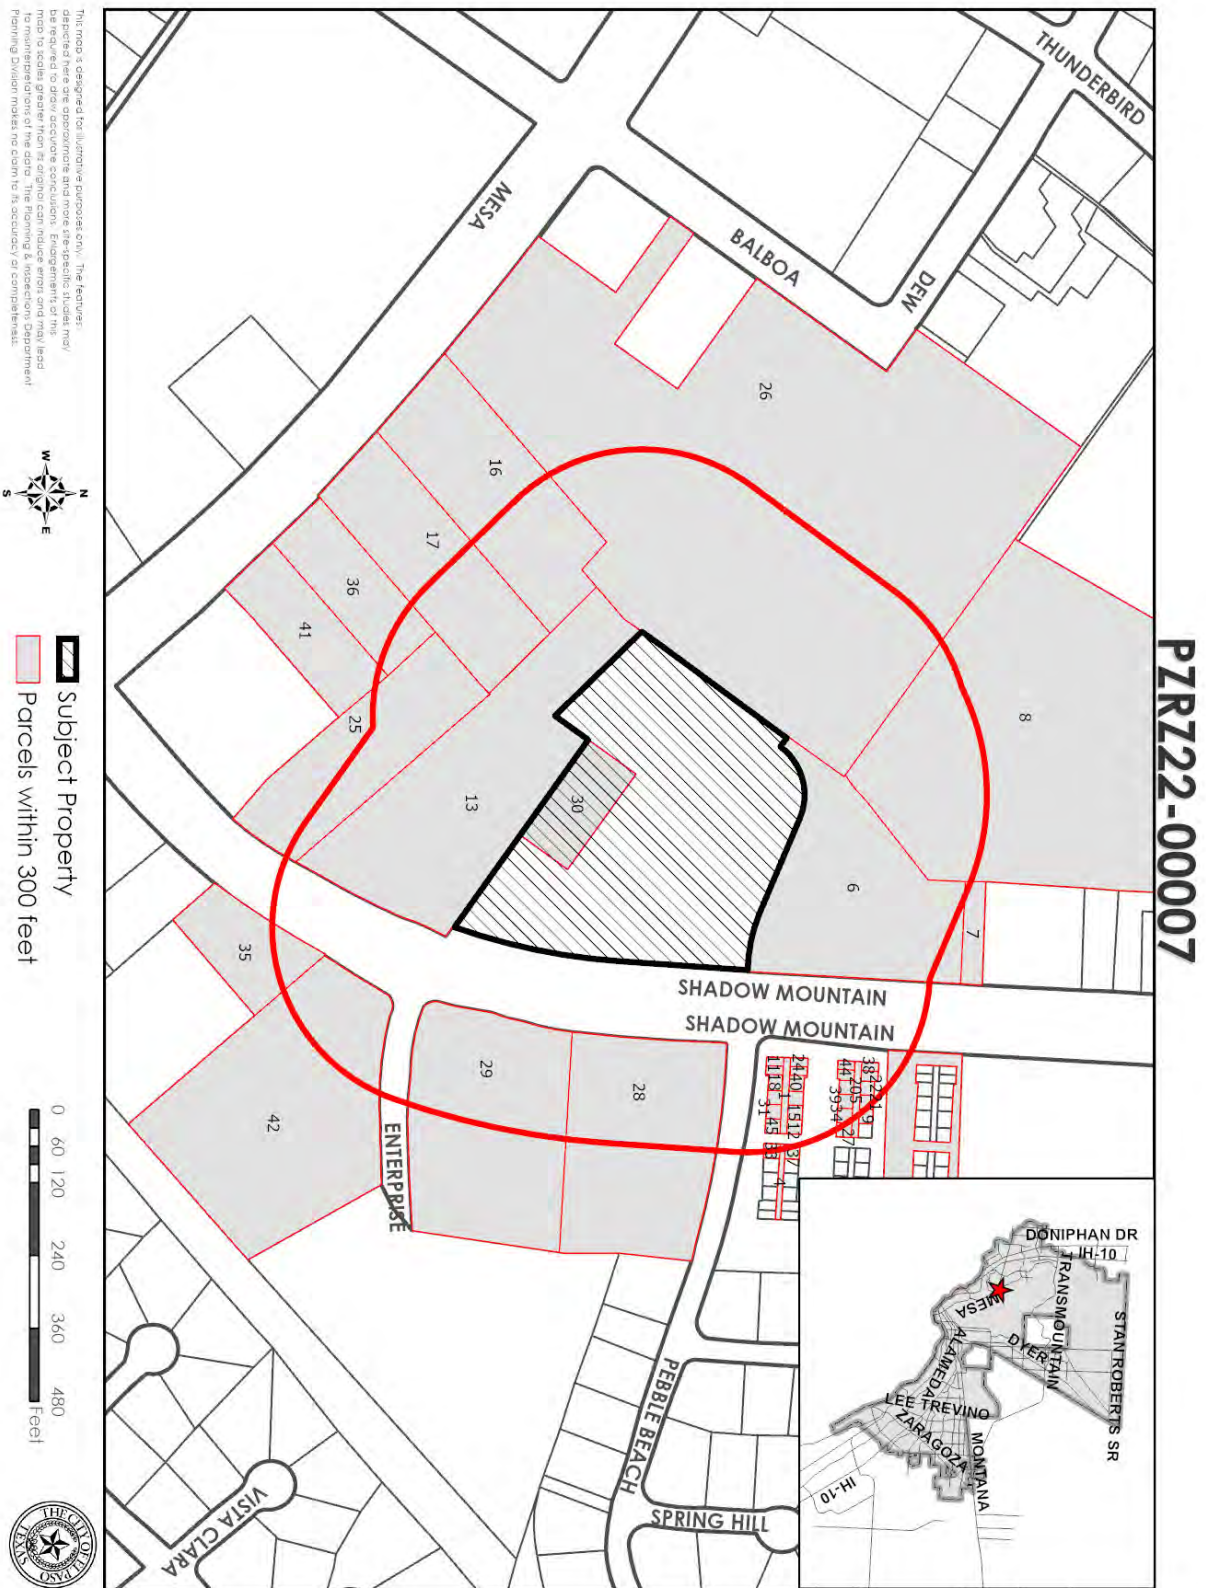 PZRZ22-00007
THUNDERBIRD
DEW
BALBOA
MESA
26
16
17
36
41
25
8
13
30
6
7
SHADOW MOUNTAIN
SHADOW MOUNTAIN
35
42
29
28
ENTERPRISE
PEBBLE BEACH
SPRING HILL
VISTA CLARA
DONIPHAN DR
IH-10
TRANSMOUNTAIN
STAN ROBERTS SR
MESA
DYER
ALAMEDA
LEE TREVINO
ZARAGOZA
MONTANA
IH-10
This map is designed for illustrative purposes only. The features
depicted here are approximate and more site-specific studies may
be required to draw accurate conclusions. Enlargements of this
map to scales greater than its original can induce errors and may lead
to misinterpretations of the data. The Planning & Inspections Department
Planning Division makes no claim to its accuracy or completeness.
N
W
E
S
Subject Property
Parcels within 300 feet
0 60 120 240 360 480
Feet
THE CITY OF EL PASO
TEXAS